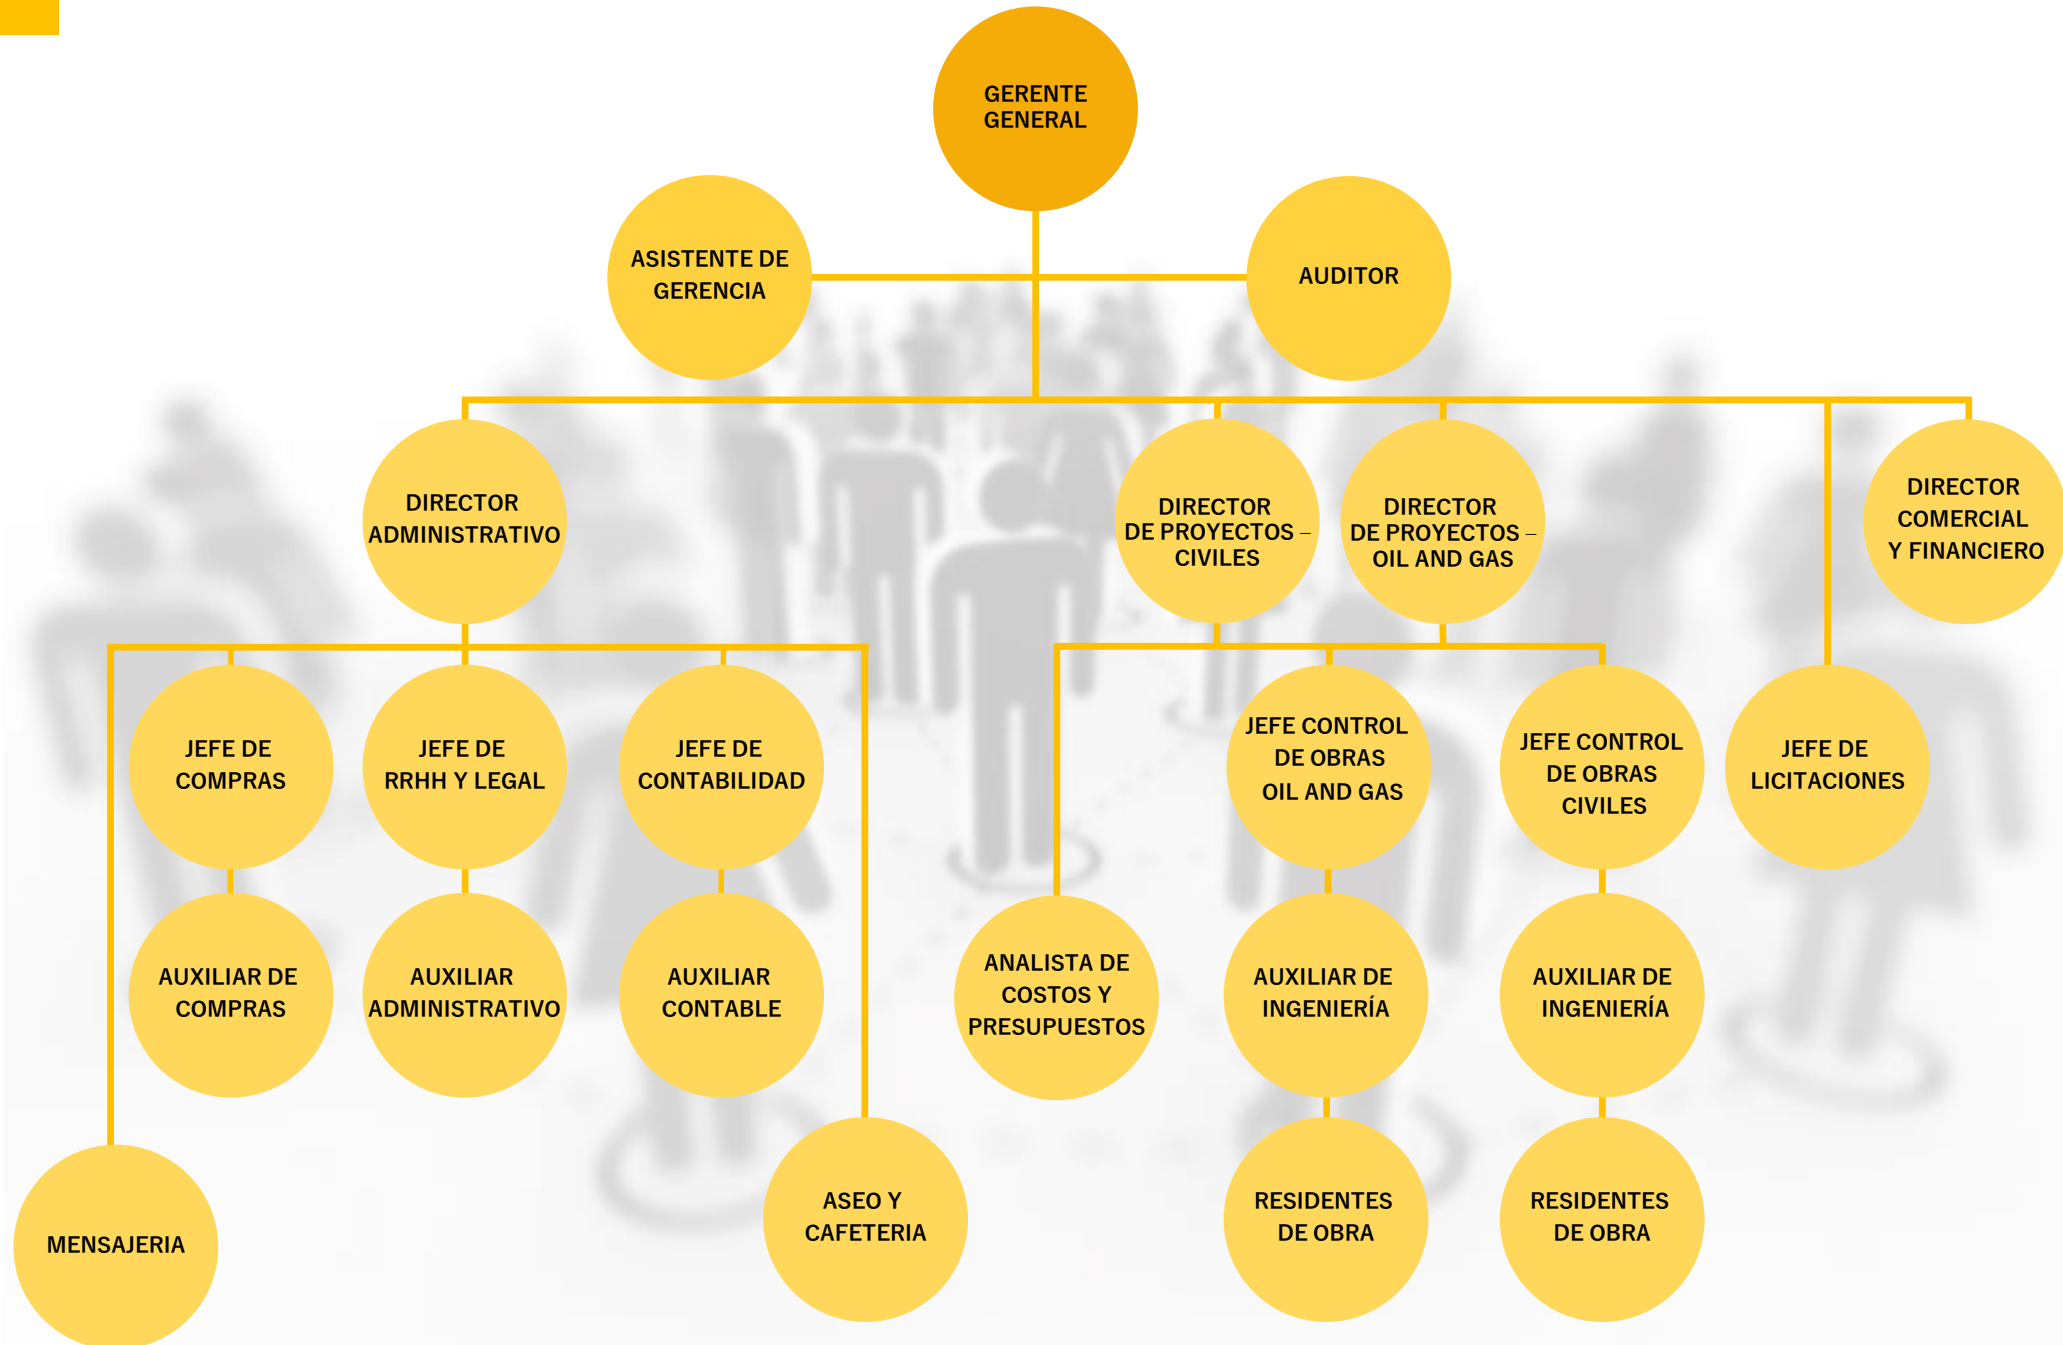 GERENTE
GENERAL
ASISTENTE DE
GERENCIA
AUDITOR
DIRECTOR
ADMINISTRATIVO
DIRECTOR
DE PROYECTOS –
CIVILES
DIRECTOR
DE PROYECTOS –
OIL AND GAS
DIRECTOR
COMERCIAL
Y FINANCIERO
JEFE DE
COMPRAS
JEFE DE
RRHH Y LEGAL
JEFE DE
CONTABILIDAD
JEFE CONTROL
DE OBRAS
OIL AND GAS
JEFE CONTROL
DE OBRAS
CIVILES
JEFE DE
LICITACIONES
AUXILIAR DE
COMPRAS
AUXILIAR
ADMINISTRATIVO
AUXILIAR
CONTABLE
ANALISTA DE
COSTOS Y
PRESUPUESTOS
AUXILIAR DE
INGENIERÍA
AUXILIAR DE
INGENIERÍA
MENSAJERIA
ASEO Y
CAFETERIA
RESIDENTES
DE OBRA
RESIDENTES
DE OBRA